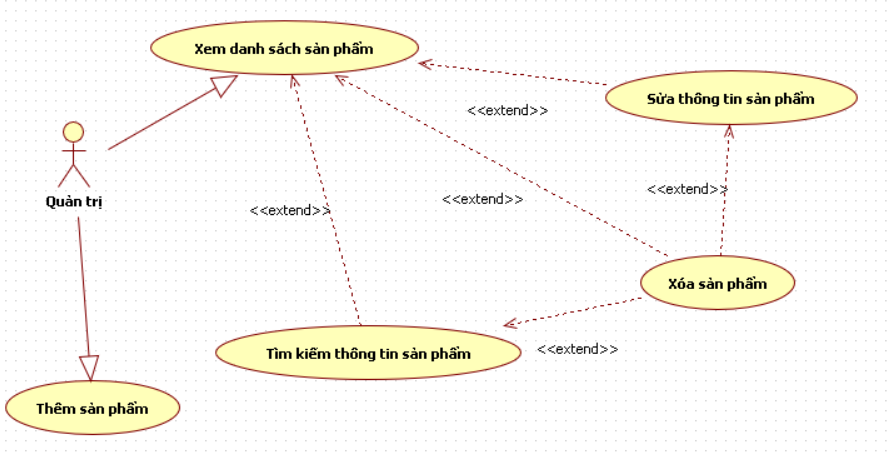 Xem danh sách sản phẩm
Sửa thông tin sản phẩm
<<extend>>
<<extend>>
<<extend>>
<<extend>>
Quản trị
Xóa sản phẩm
Tìm kiếm thông tin sản phẩm
<<extend>>
Thêm sản phẩm